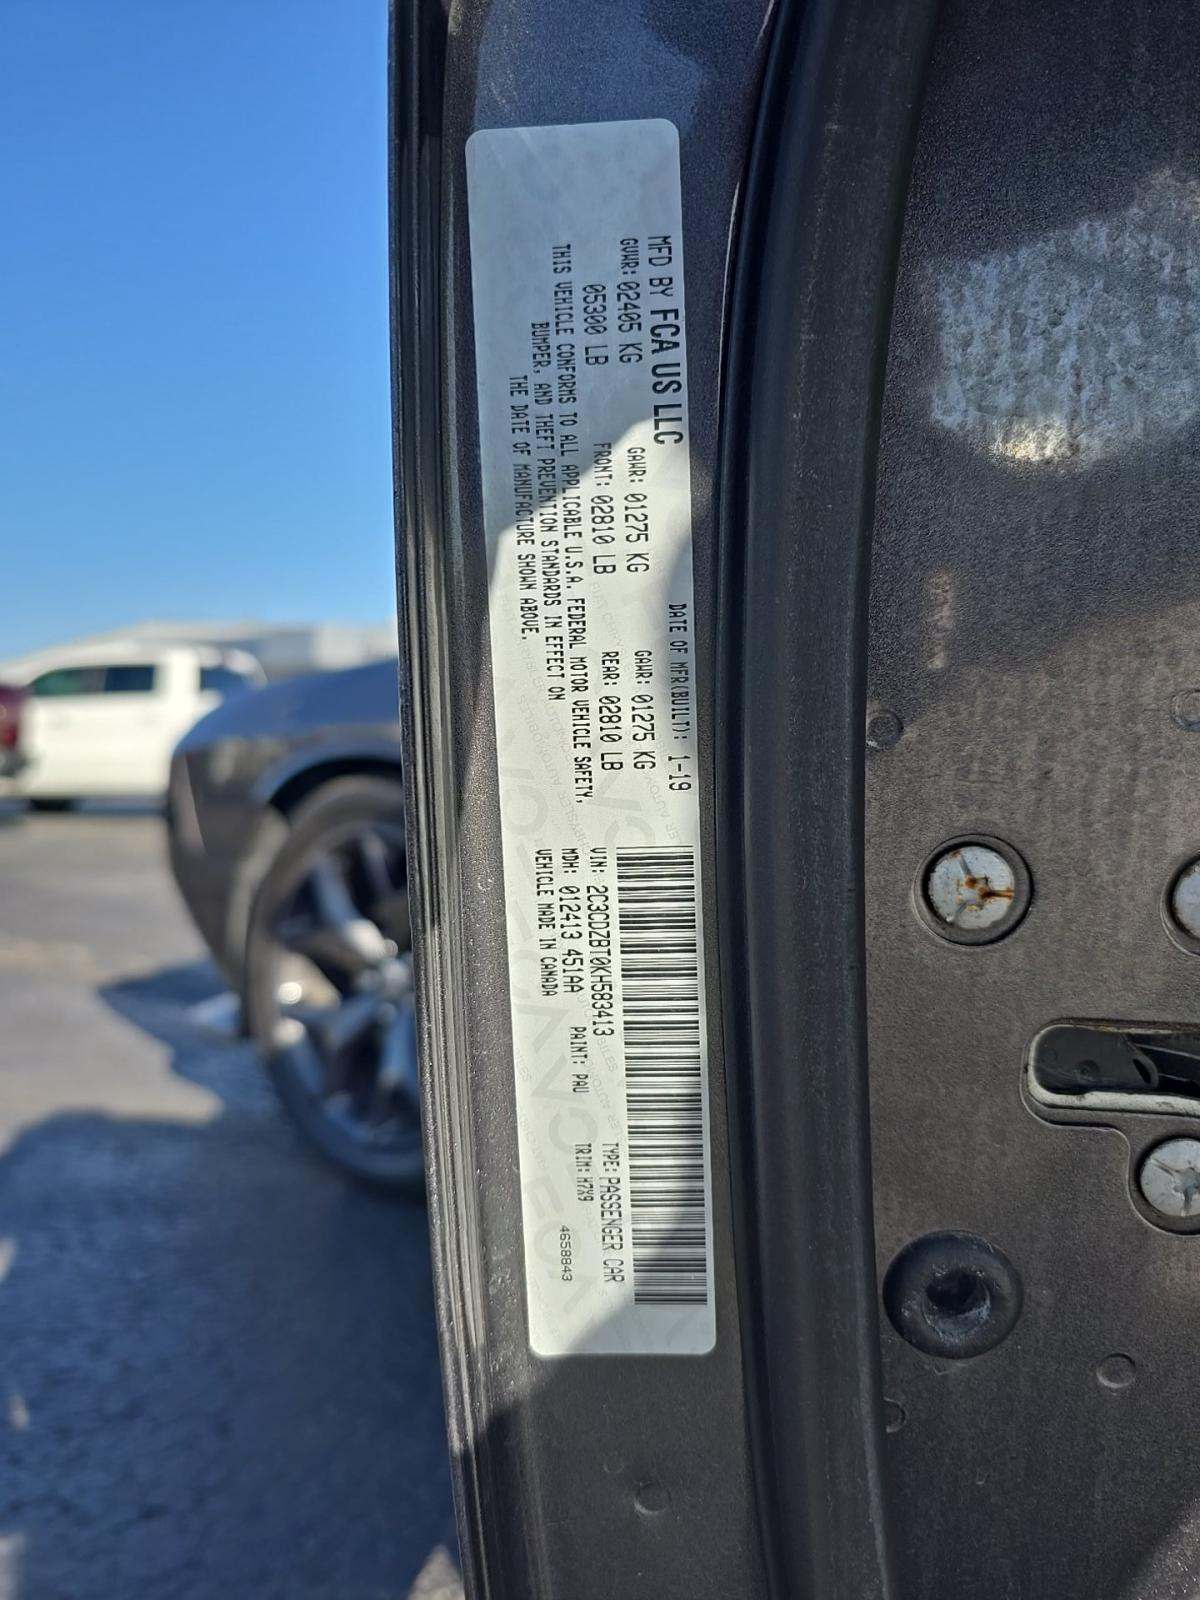 MFD BY FCA US LLC
DATE OF MFR(BUILT): 1-19
GVWR: 02405 KG
GAWR: 01275 KG
GAWR: 01275 KG
05300 LB
FRONT: 02810 LB
REAR: 02810 LB
THIS VEHICLE CONFORMS TO ALL APPLICABLE U.S.A. FEDERAL MOTOR VEHICLE SAFETY,
BUMPER, AND THEFT PREVENTION STANDARDS IN EFFECT ON
THE DATE OF MANUFACTURE SHOWN ABOVE.
VIN: 2C3CDZBT0KH583413
TYPE: PASSENGER CAR
MDH: 012413 451AA
PAINT: PAU
TRIM: H7X9
VEHICLE MADE IN CANADA
4658843